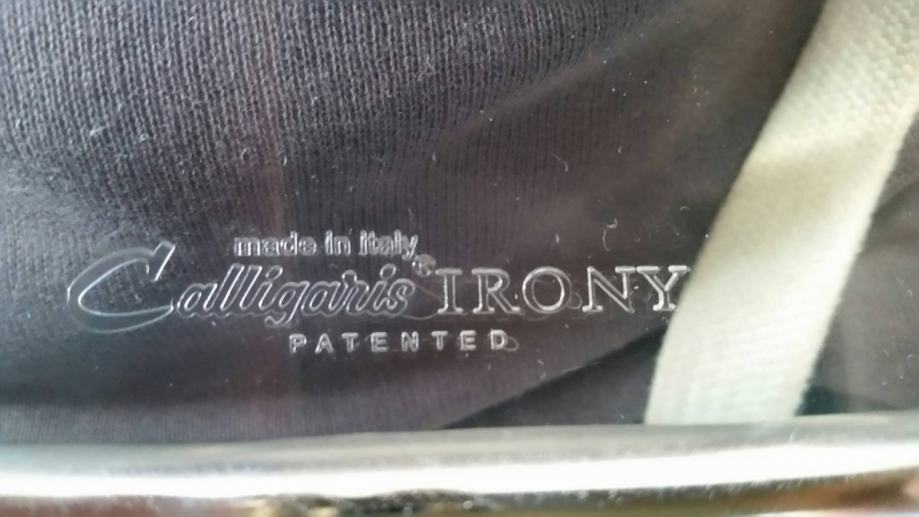 made in italy
Calligaris® IRONY
PATENTED